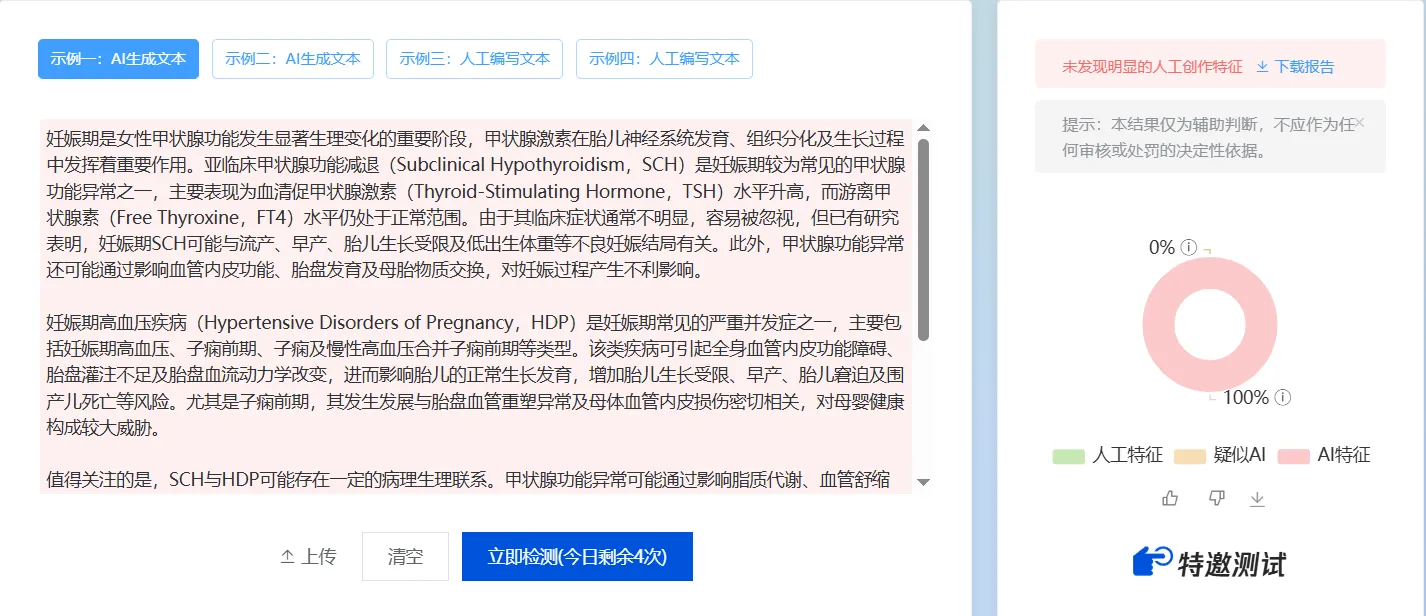 示例一：AI生成文本
示例二：AI生成文本
示例三：人工编写文本
示例四：人工编写文本
妊娠期是女性甲状腺功能发生显著生理变化的重要阶段，甲状腺激素在胎儿神经系统发育、组织分化及生长过程
中发挥着重要作用。亚临床甲状腺功能减退（Subclinical Hypothyroidism，SCH）是妊娠期较为常见的甲状腺
功能异常之一，主要表现为血清促甲状腺激素（Thyroid-Stimulating Hormone，TSH）水平升高，而游离甲
状腺素（Free Thyroxine，FT4）水平仍处于正常范围。由于其临床症状通常不明显，容易被忽视，但已有研究
表明，妊娠期SCH可能与流产、早产、胎儿生长受限及低出生体重等不良妊娠结局有关。此外，甲状腺功能异常
还可能通过影响血管内皮功能、胎盘发育及母胎物质交换，对妊娠过程产生不利影响。
妊娠期高血压疾病（Hypertensive Disorders of Pregnancy，HDP）是妊娠期常见的严重并发症之一，主要包
括妊娠期高血压、子痫前期、子痫及慢性高血压合并子痫前期等类型。该类疾病可引起全身血管内皮功能障碍、
胎盘灌注不足及胎盘血流动力学改变，进而影响胎儿的正常生长发育，增加胎儿生长受限、早产、胎儿窘迫及围
产儿死亡等风险。尤其是子痫前期，其发生发展与胎盘血管重塑异常及母体血管内皮损伤密切相关，对母婴健康
构成较大威胁。
值得关注的是，SCH与HDP可能存在一定的病理生理联系。甲状腺功能异常可能通过影响脂质代谢、血管舒缩
上传
清空
立即检测(今日剩余4次)
未发现明显的人工创作特征 下载报告
提示：本结果仅为辅助判断，不应作为任
何审核或处罚的决定性依据。
0%
100%
人工特征 疑似AI AI特征
特邀测试